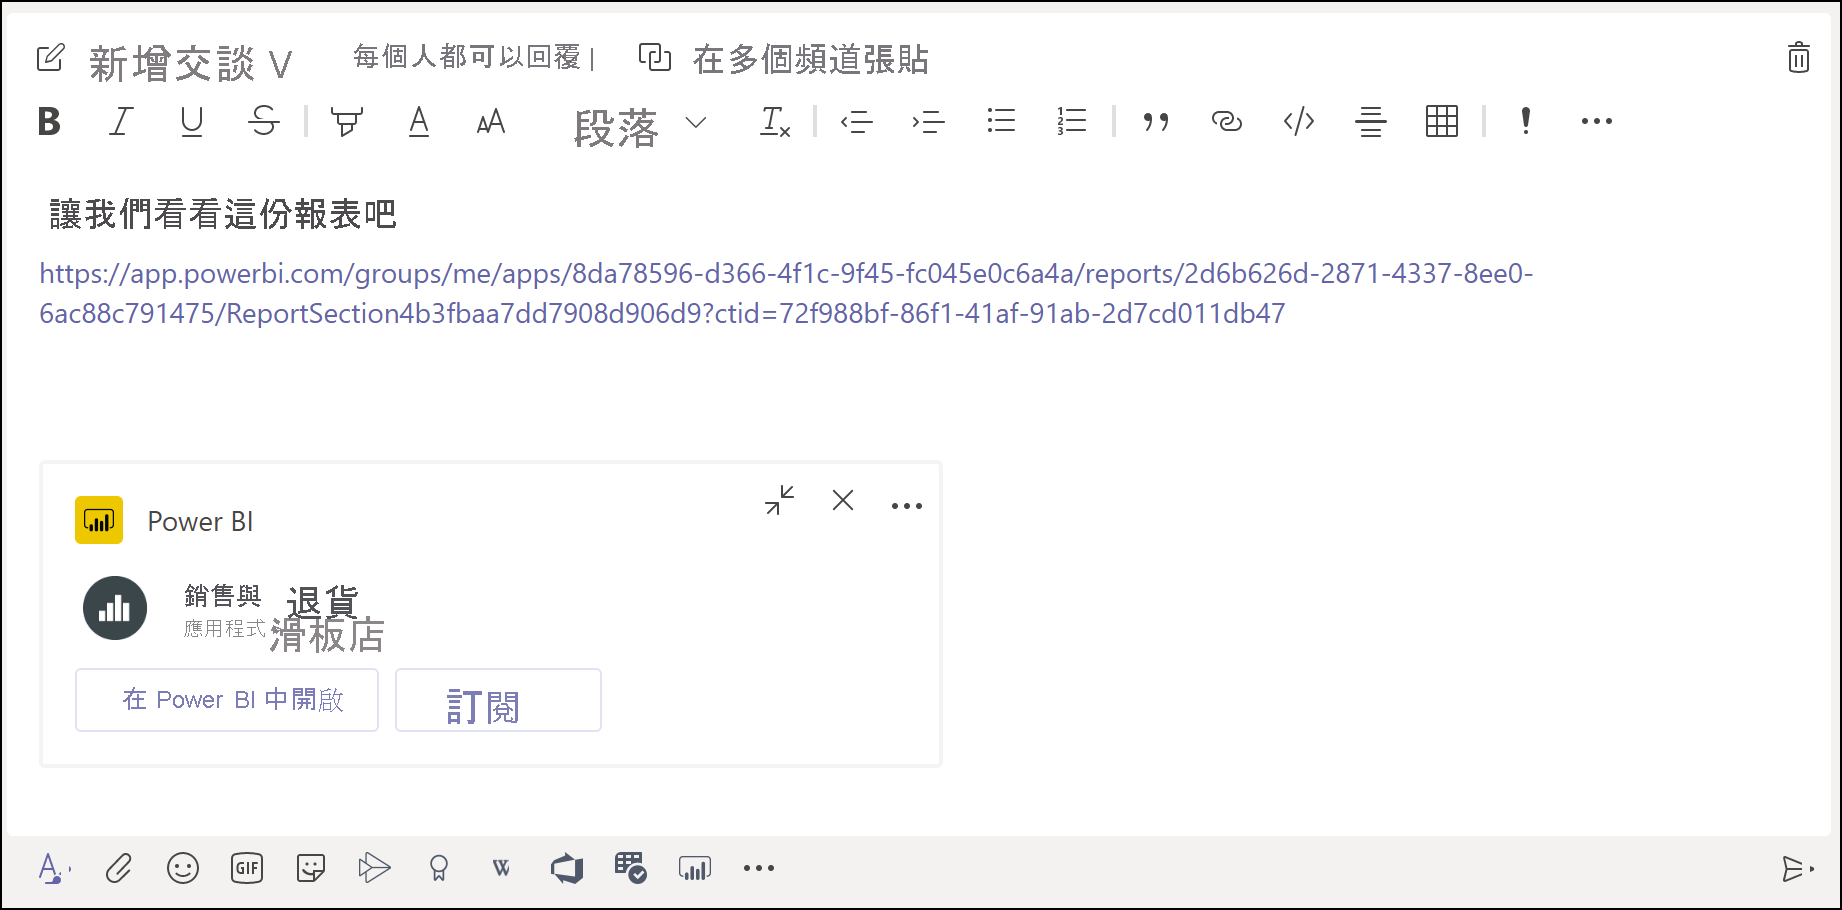 新增交談 V 每個人都可以回覆 | 在多個頻道張貼
B I U S A AA 段落 Tx
讓我們看看這份報表吧
https://app.powerbi.com/groups/me/apps/8da78596-d366-4f1c-9f45-fc045e0c6a4a/reports/2d6b626d-2871-4337-8ee0-
6ac88c791475/ReportSection4b3fbaa7dd7908d906d9?ctid=72f988bf-86f1-41af-91ab-2d7cd011db47
Power BI
銷售與 退貨
應用程式 滑板店
在 Power BI 中開啟 訂閱
GIF W